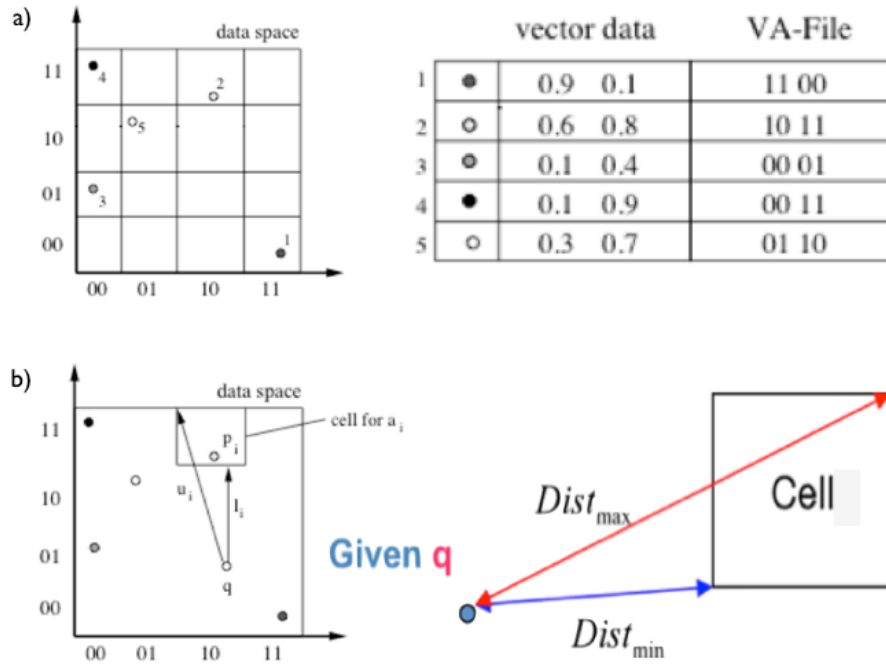 a)
data space
11
10
01
00
00 01 10 11
4
2
5
3
1
vector data VA-File
1 0.9 0.1 11 00
2 0.6 0.8 10 11
3 0.1 0.4 00 01
4 0.1 0.9 00 11
5 0.3 0.7 01 10
b)
data space
11
10
01
00
00 01 10 11
cell for a i
p i
u i
l i
q
Given q
Dist max
Dist min
Cell